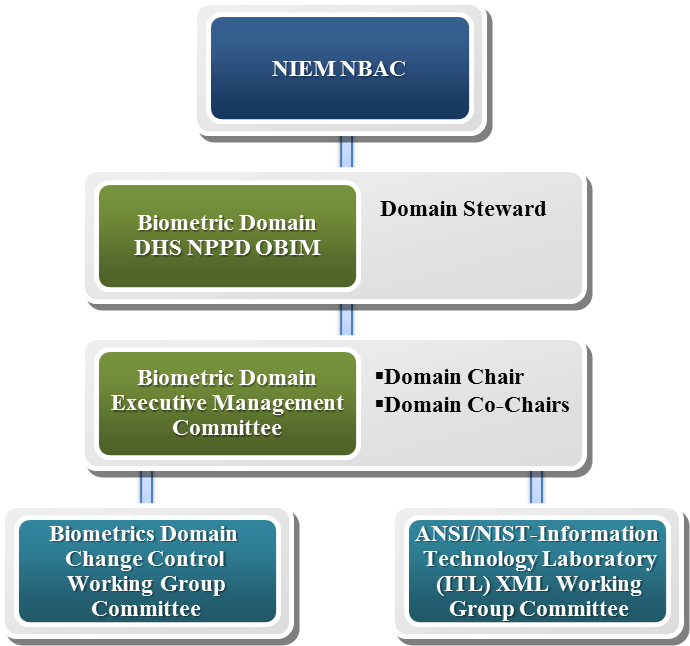 NIEM NBAC
Biometric Domain
DHS NPPD OBIM
Domain Steward
Biometric Domain
Executive Management
Committee
▪Domain Chair
▪Domain Co-Chairs
Biometrics Domain
Change Control
Working Group
Committee
ANSI/NIST-Information
Technology Laboratory
(ITL) XML Working
Group Committee